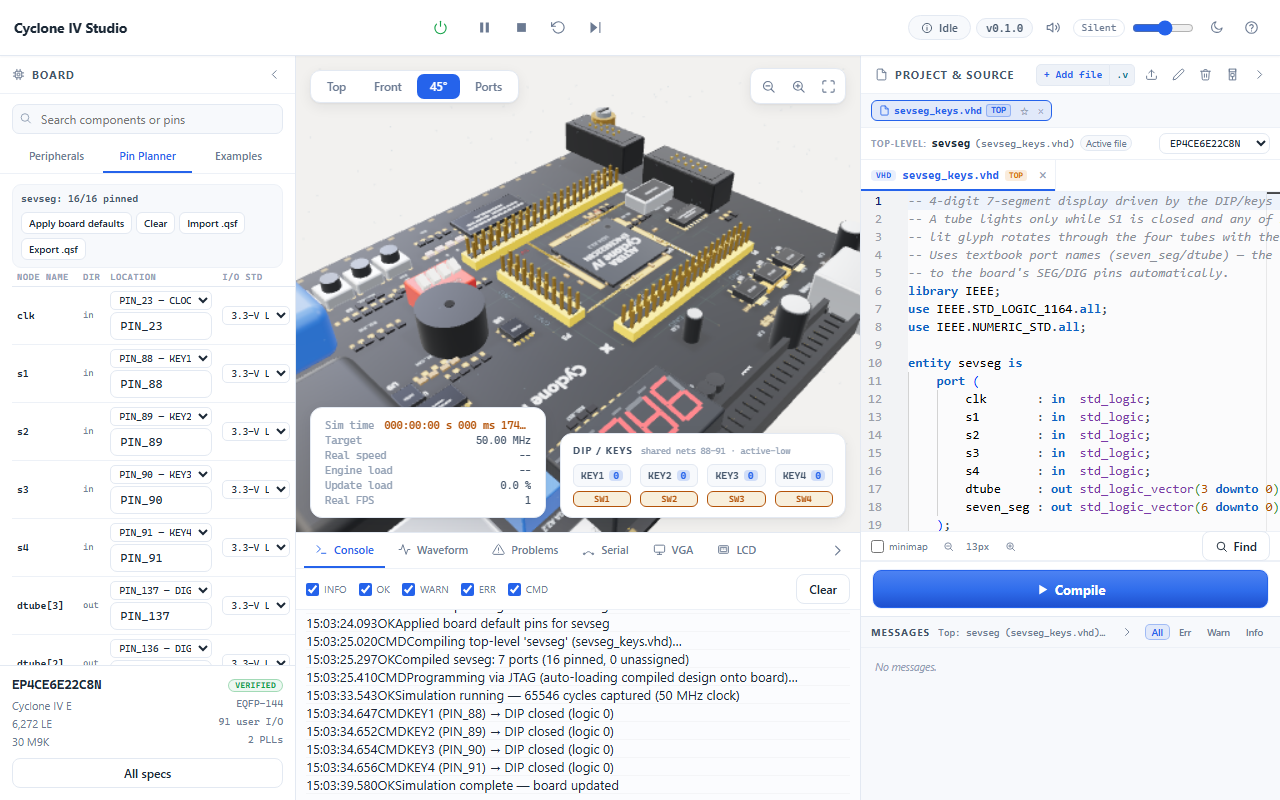 Cyclone IV Studio
Idle
v0.1.0
Silent
BOARD
Search components or pins
Peripherals
Pin Planner
Examples
sevseg: 16/16 pinned
Apply board defaults
Clear
Import .qsf
Export .qsf
NODE NAME DIR LOCATION I/O STD
PIN_23 — CLOC
clk in PIN_23 3.3-V L
PIN_88 — KEY1
s1 in PIN_88 3.3-V L
PIN_89 — KEY2
s2 in PIN_89 3.3-V L
PIN_90 — KEY3
s3 in PIN_90 3.3-V L
PIN_91 — KEY4
s4 in PIN_91 3.3-V L
PIN_137 — DIG
dtube[3] out PIN_137 3.3-V L
PIN_136 — DIG
dtube[2] out 3.3-V L
EP4CE6E22C8N
VERIFIED
Cyclone IV E
EQFP-144
6,272 LE
91 user I/O
30 M9K
2 PLLs
All specs
Top
Front
45°
Ports
Cyclone IV
Cyclone
Sim time 000:00:00 s 000 ms 174…
Target 50.00 MHz
Real speed --
Engine load --
Update load 0.0 %
Real FPS 1
DIP / KEYS shared nets 88-91 · active-low
KEY1 0
KEY2 0
KEY3 0
KEY4 0
SW1
SW2
SW3
SW4
Console
Waveform
Problems
Serial
VGA
LCD
INFO
OK
WARN
ERR
CMD
Clear
15:03:24.093OKApplied board default pins for sevseg
15:03:25.020CMDCompiling top-level 'sevseg' (sevseg_keys.vhd)…
15:03:25.297OKCompiled sevseg: 7 ports (16 pinned, 0 unassigned)
15:03:25.410CMDProgramming via JTAG (auto-loading compiled design onto board)…
15:03:33.543OKSimulation running — 65546 cycles captured (50 MHz clock)
15:03:34.647CMDKEY1 (PIN_88) → DIP closed (logic 0)
15:03:34.652CMDKEY2 (PIN_89) → DIP closed (logic 0)
15:03:34.654CMDKEY3 (PIN_90) → DIP closed (logic 0)
15:03:34.656CMDKEY4 (PIN_91) → DIP closed (logic 0)
15:03:39.580OKSimulation complete — board updated
PROJECT & SOURCE
+ Add file
.v
sevseg_keys.vhd TOP ☆ ×
TOP-LEVEL: sevseg (sevseg_keys.vhd) Active file
EP4CE6E22C8N
VHD sevseg_keys.vhd TOP ×
1 -- 4-digit 7-segment display driven by the DIP/keys
2 -- A tube lights only while S1 is closed and any of
3 -- lit glyph rotates through the four tubes with the
4 -- Uses textbook port names (seven_seg/dtube) — the
5 -- to the board's SEG/DIG pins automatically.
6 library IEEE;
7 use IEEE.STD_LOGIC_1164.all;
8 use IEEE.NUMERIC_STD.all;
9
10 entity sevseg is
11 port (
12 clk : in std_logic;
13 s1 : in std_logic;
14 s2 : in std_logic;
15 s3 : in std_logic;
16 s4 : in std_logic;
17 dtube : out std_logic_vector(3 downto 0)
18 seven_seg : out std_logic_vector(6 downto 0)
19 );
minimap
13px
Find
Compile
MESSAGES Top: sevseg (sevseg_keys.vhd)…
All
Err
Warn
Info
No messages.